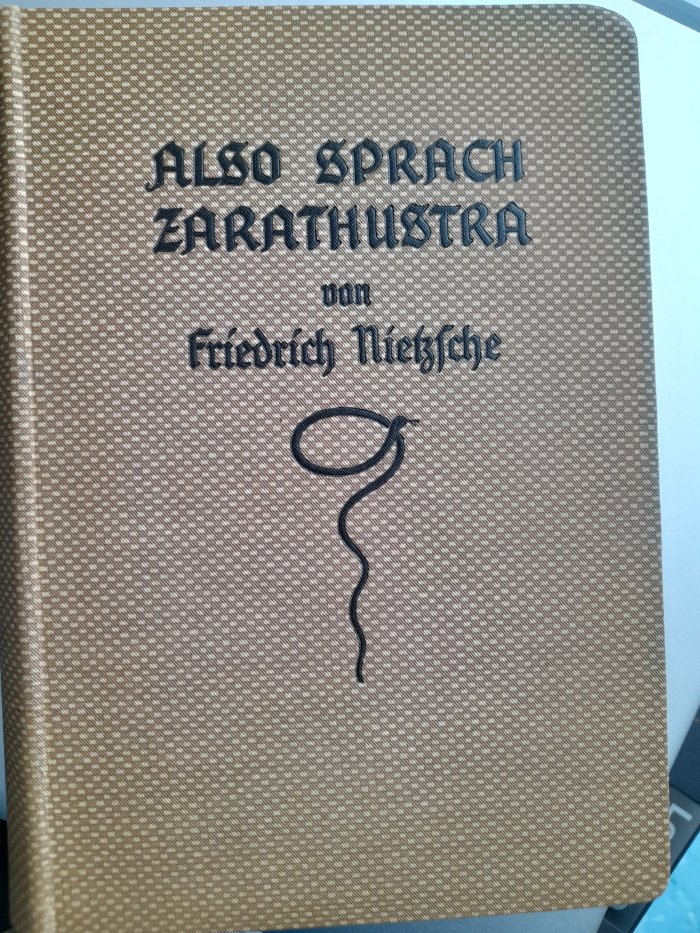 ALSO SPRACH
ZARATHUSTRA
von
Friedrich Nietzſche